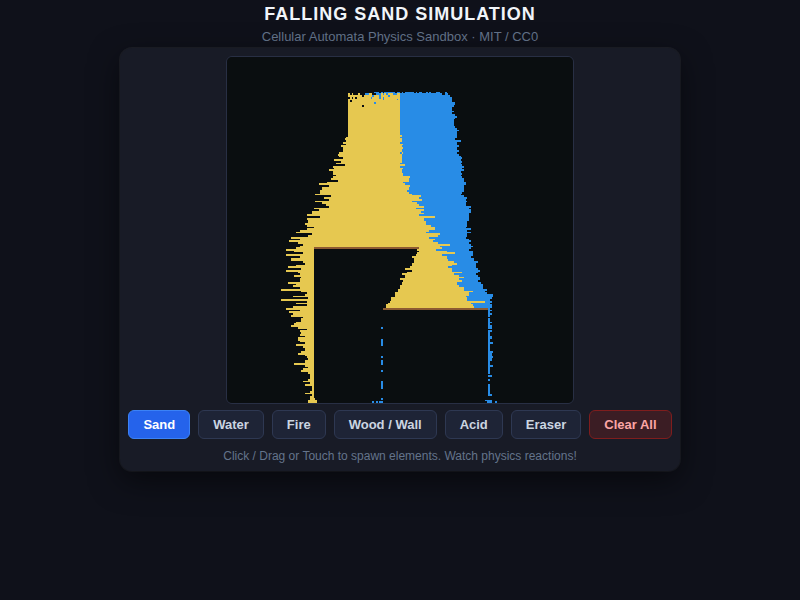 FALLING SAND SIMULATION
Cellular Automata Physics Sandbox · MIT / CC0
Sand Water Fire Wood / Wall Acid Eraser Clear All
Click / Drag or Touch to spawn elements. Watch physics reactions!